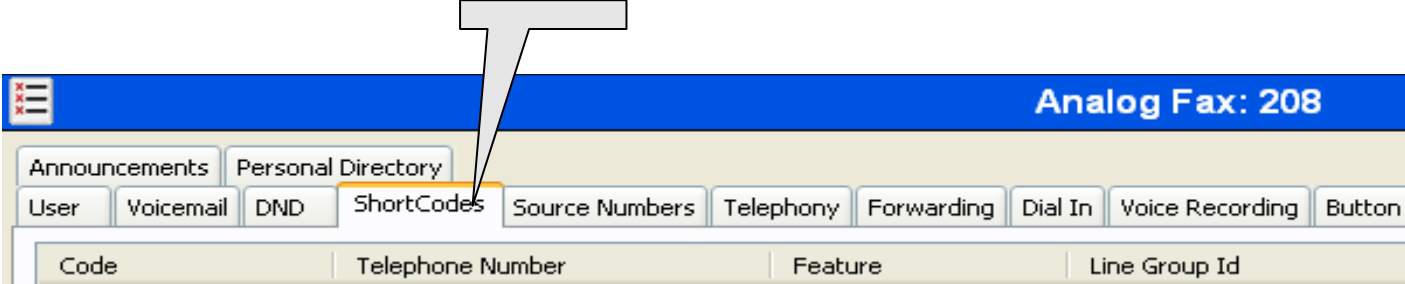 Analog Fax: 208
Announcements Personal Directory
User Voicemail DND ShortCodes Source Numbers Telephony Forwarding Dial In Voice Recording Button
Code Telephone Number Feature Line Group Id